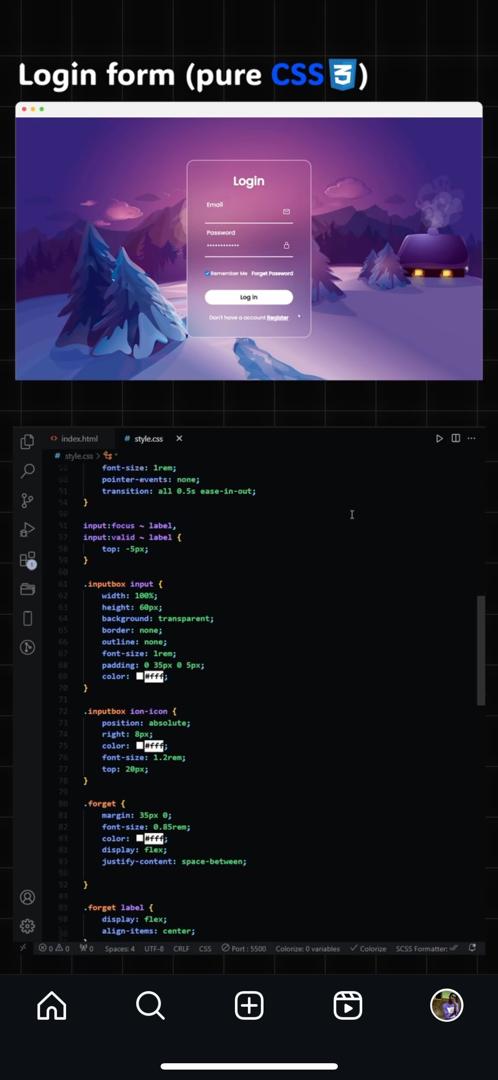 Login form (pure CSS3)
Login
Email
Password
Remember Me Forget Password
Log in
Don't have a account Register
index.html
style.css
# style.css >
font-size: 1rem;
pointer-events: none;
transition: all 0.5s ease-in-out;
}
input:focus ~ label,
input:valid ~ label {
top: -5px;
}
.inputbox input {
width: 100%;
height: 60px;
background: transparent;
border: none;
outline: none;
font-size: 1rem;
padding: 0 35px 0 5px;
color: #fff;
}
.inputbox ion-icon {
position: absolute;
right: 8px;
color: #fff;
font-size: 1.2rem;
top: 20px;
}
.forget {
margin: 35px 0;
font-size: 0.85rem;
color: #fff;
display: flex;
justify-content: space-between;
}
.forget label {
display: flex;
align-items: center;
0 0 0 Spaces: 4 UTF-8 CRLF CSS Port : 5500 Colorize: 0 variables Colorize SCSS Formatter: